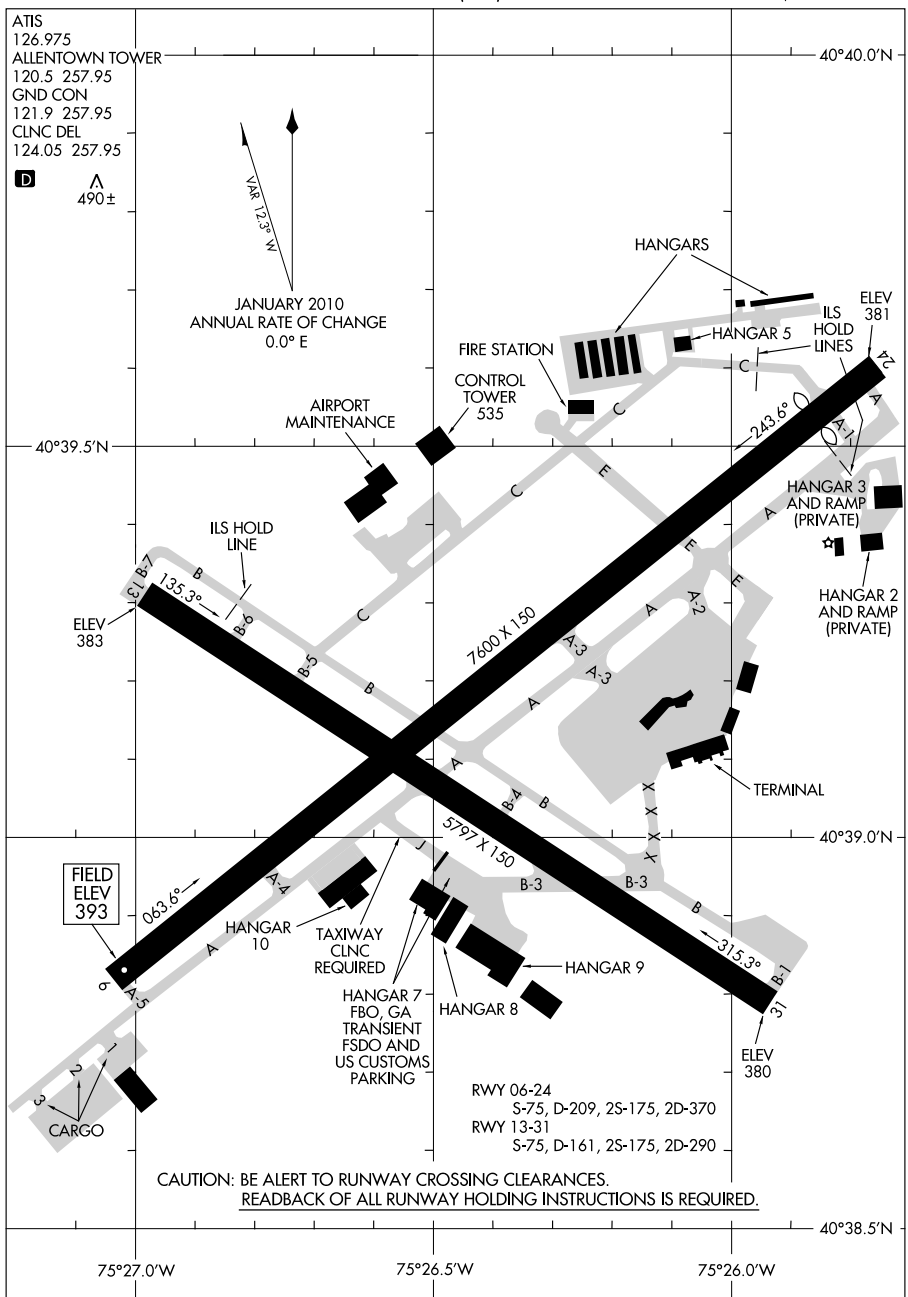 ATIS
126.975
ALLENTOWN TOWER
120.5 257.95
GND CON
121.9 257.95
CLNC DEL
124.05 257.95
D
490±
VAR 12.3° W
JANUARY 2010
ANNUAL RATE OF CHANGE
0.0° E
40°40.0'N
HANGARS
HANGAR 5
ELEV
381
ILS
HOLD
LINES
24
FIRE STATION
CONTROL
TOWER
535
AIRPORT
MAINTENANCE
40°39.5'N
C
C
C
C
A
A-1
243.6°
E
E
E
A
A
A-2
HANGAR 3
AND RAMP
(PRIVATE)
HANGAR 2
AND RAMP
(PRIVATE)
ILS HOLD
LINE
B-7
B
13
135.3°
B-6
B-5
B
ELEV
383
7600 X 150
A-3
A-3
A
A
B-4
B
5797 X 150
TERMINAL
X
X
X
X
40°39.0'N
J
B-3
B-3
B
FIELD
ELEV
393
063.6°
A-4
A
6
A-5
HANGAR
10
TAXIWAY
CLNC
REQUIRED
HANGAR 7
FBO, GA
TRANSIENT
FSDO AND
US CUSTOMS
PARKING
HANGAR 8
HANGAR 9
315.3°
B-1
31
ELEV
380
1
2
3
CARGO
RWY 06-24
S-75, D-209, 2S-175, 2D-370
RWY 13-31
S-75, D-161, 2S-175, 2D-290
CAUTION: BE ALERT TO RUNWAY CROSSING CLEARANCES.
READBACK OF ALL RUNWAY HOLDING INSTRUCTIONS IS REQUIRED.
40°38.5'N
75°27.0'W
75°26.5'W
75°26.0'W